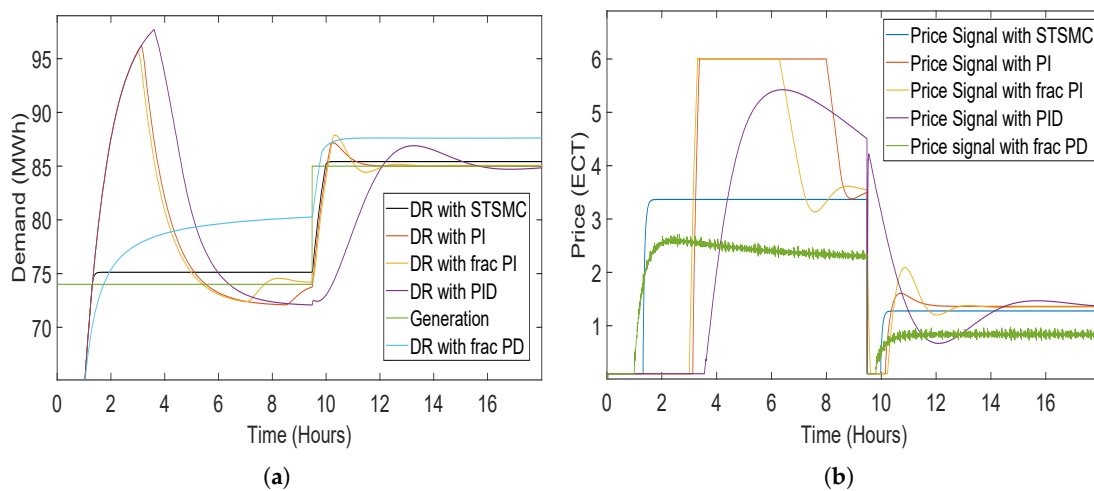 Demand (MWh)
95
90
85
80
75
70
0 2 4 6 8 10 12 14 16
Time (Hours)
DR with STSMC
DR with PI
DR with frac PI
DR with PID
Generation
DR with frac PD
(a)
Price (ECT)
6
5
4
3
2
1
0 2 4 6 8 10 12 14 16
Time (Hours)
Price Signal with STSMC
Price Signal with PI
Price Signal with frac PI
Price Signal with PID
Price signal with frac PD
(b)